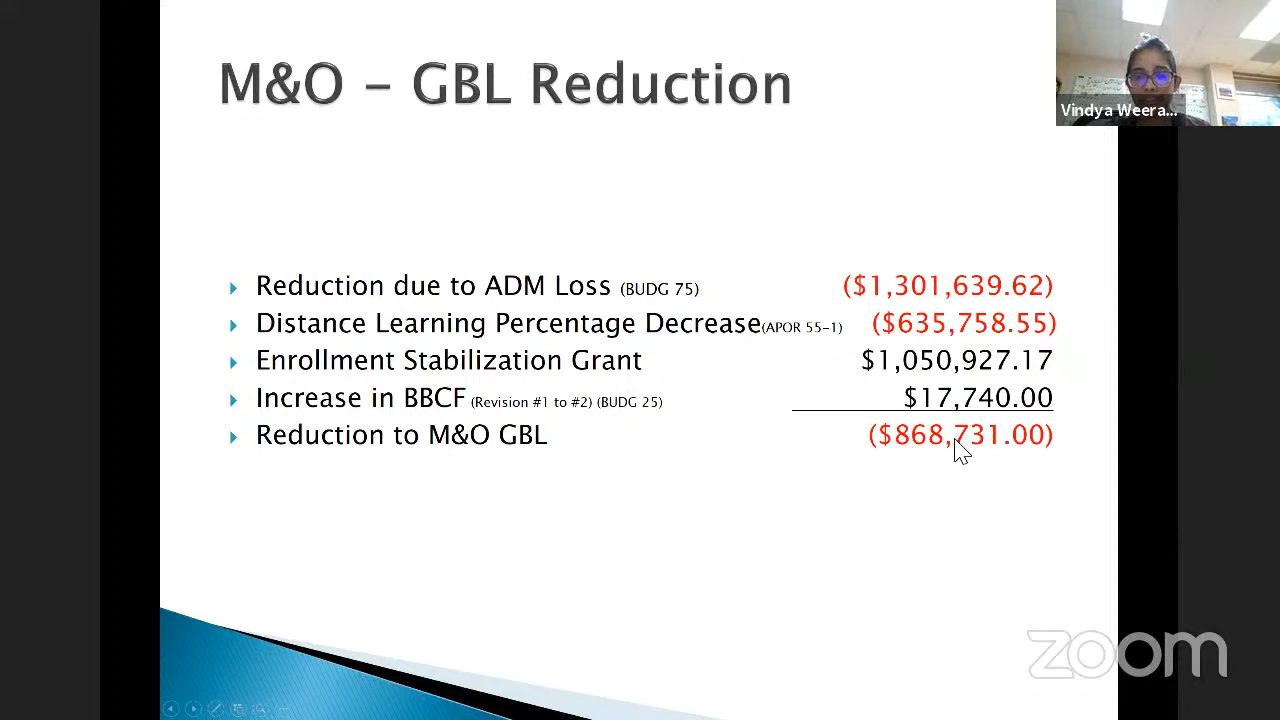 M&O – GBL Reduction
Vindya Weera...
Reduction due to ADM Loss (BUDG 75) ($1,301,639.62)
Distance Learning Percentage Decrease(APOR 55-1) ($635,758.55)
Enrollment Stabilization Grant $1,050,927.17
Increase in BBCF (Revision #1 to #2) (BUDG 25) $17,740.00
Reduction to M&O GBL ($868,731.00)
zoom